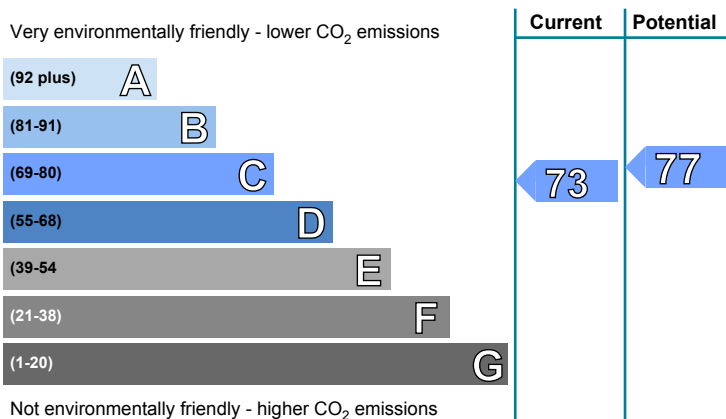 Very environmentally friendly - lower CO2 emissions
Current
Potential
(92 plus) A
(81-91) B
(69-80) C
(55-68) D
(39-54 E
(21-38) F
(1-20) G
73
77
Not environmentally friendly - higher CO2 emissions